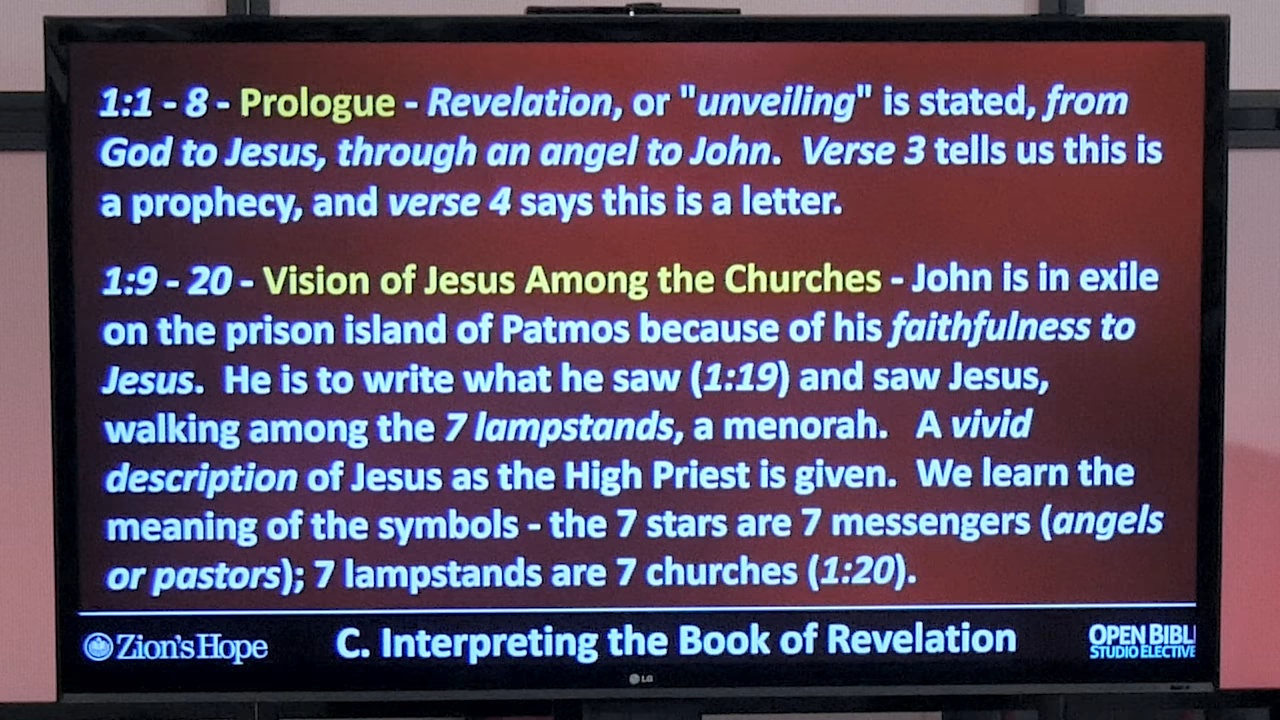 1:1 - 8 - Prologue - Revelation, or "unveiling" is stated, from
God to Jesus, through an angel to John. Verse 3 tells us this is
a prophecy, and verse 4 says this is a letter.
1:9 - 20 - Vision of Jesus Among the Churches - John is in exile
on the prison island of Patmos because of his faithfulness to
Jesus. He is to write what he saw (1:19) and saw Jesus,
walking among the 7 lampstands, a menorah. A vivid
description of Jesus as the High Priest is given. We learn the
meaning of the symbols - the 7 stars are 7 messengers (angels
or pastors); 7 lampstands are 7 churches (1:20).
Zion's Hope
C. Interpreting the Book of Revelation
OPEN BIBL
STUDIO ELECTIVE
LG